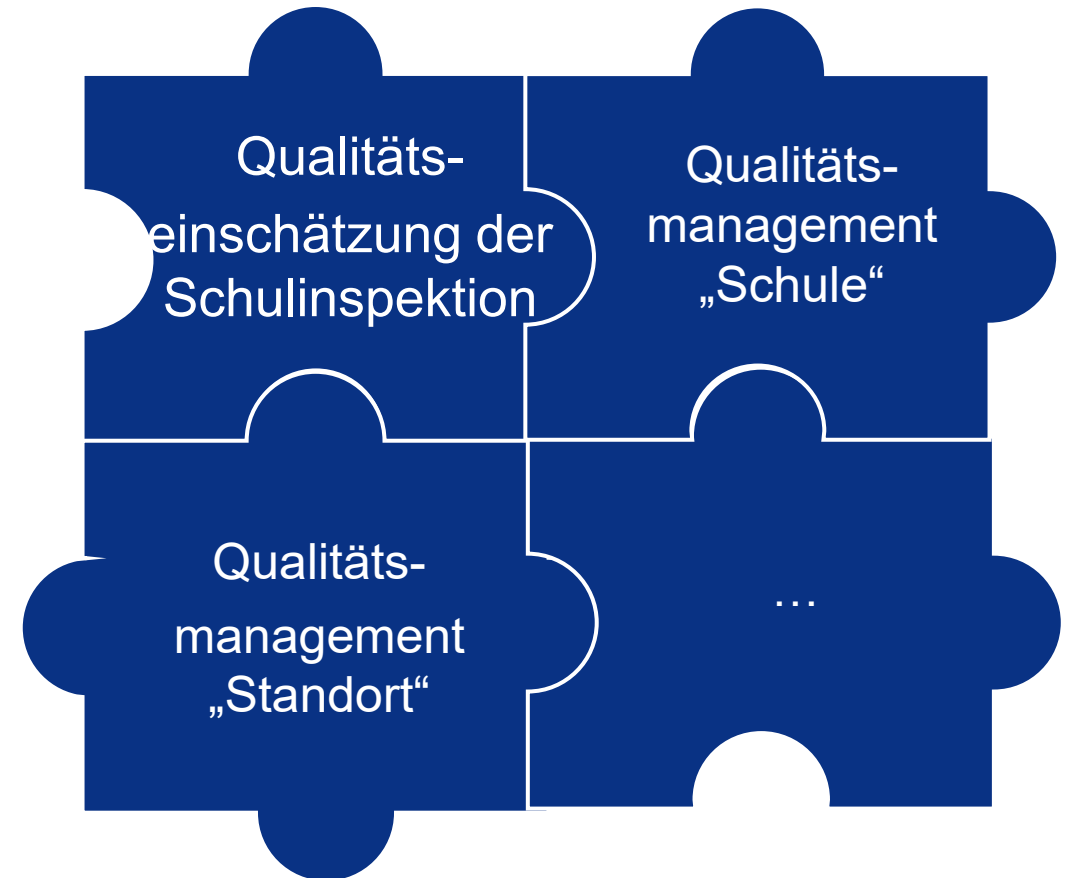 Qualitäts-
einschätzung der
Schulinspektion
Qualitäts-
management
„Schule“
Qualitäts-
management
„Standort“
…